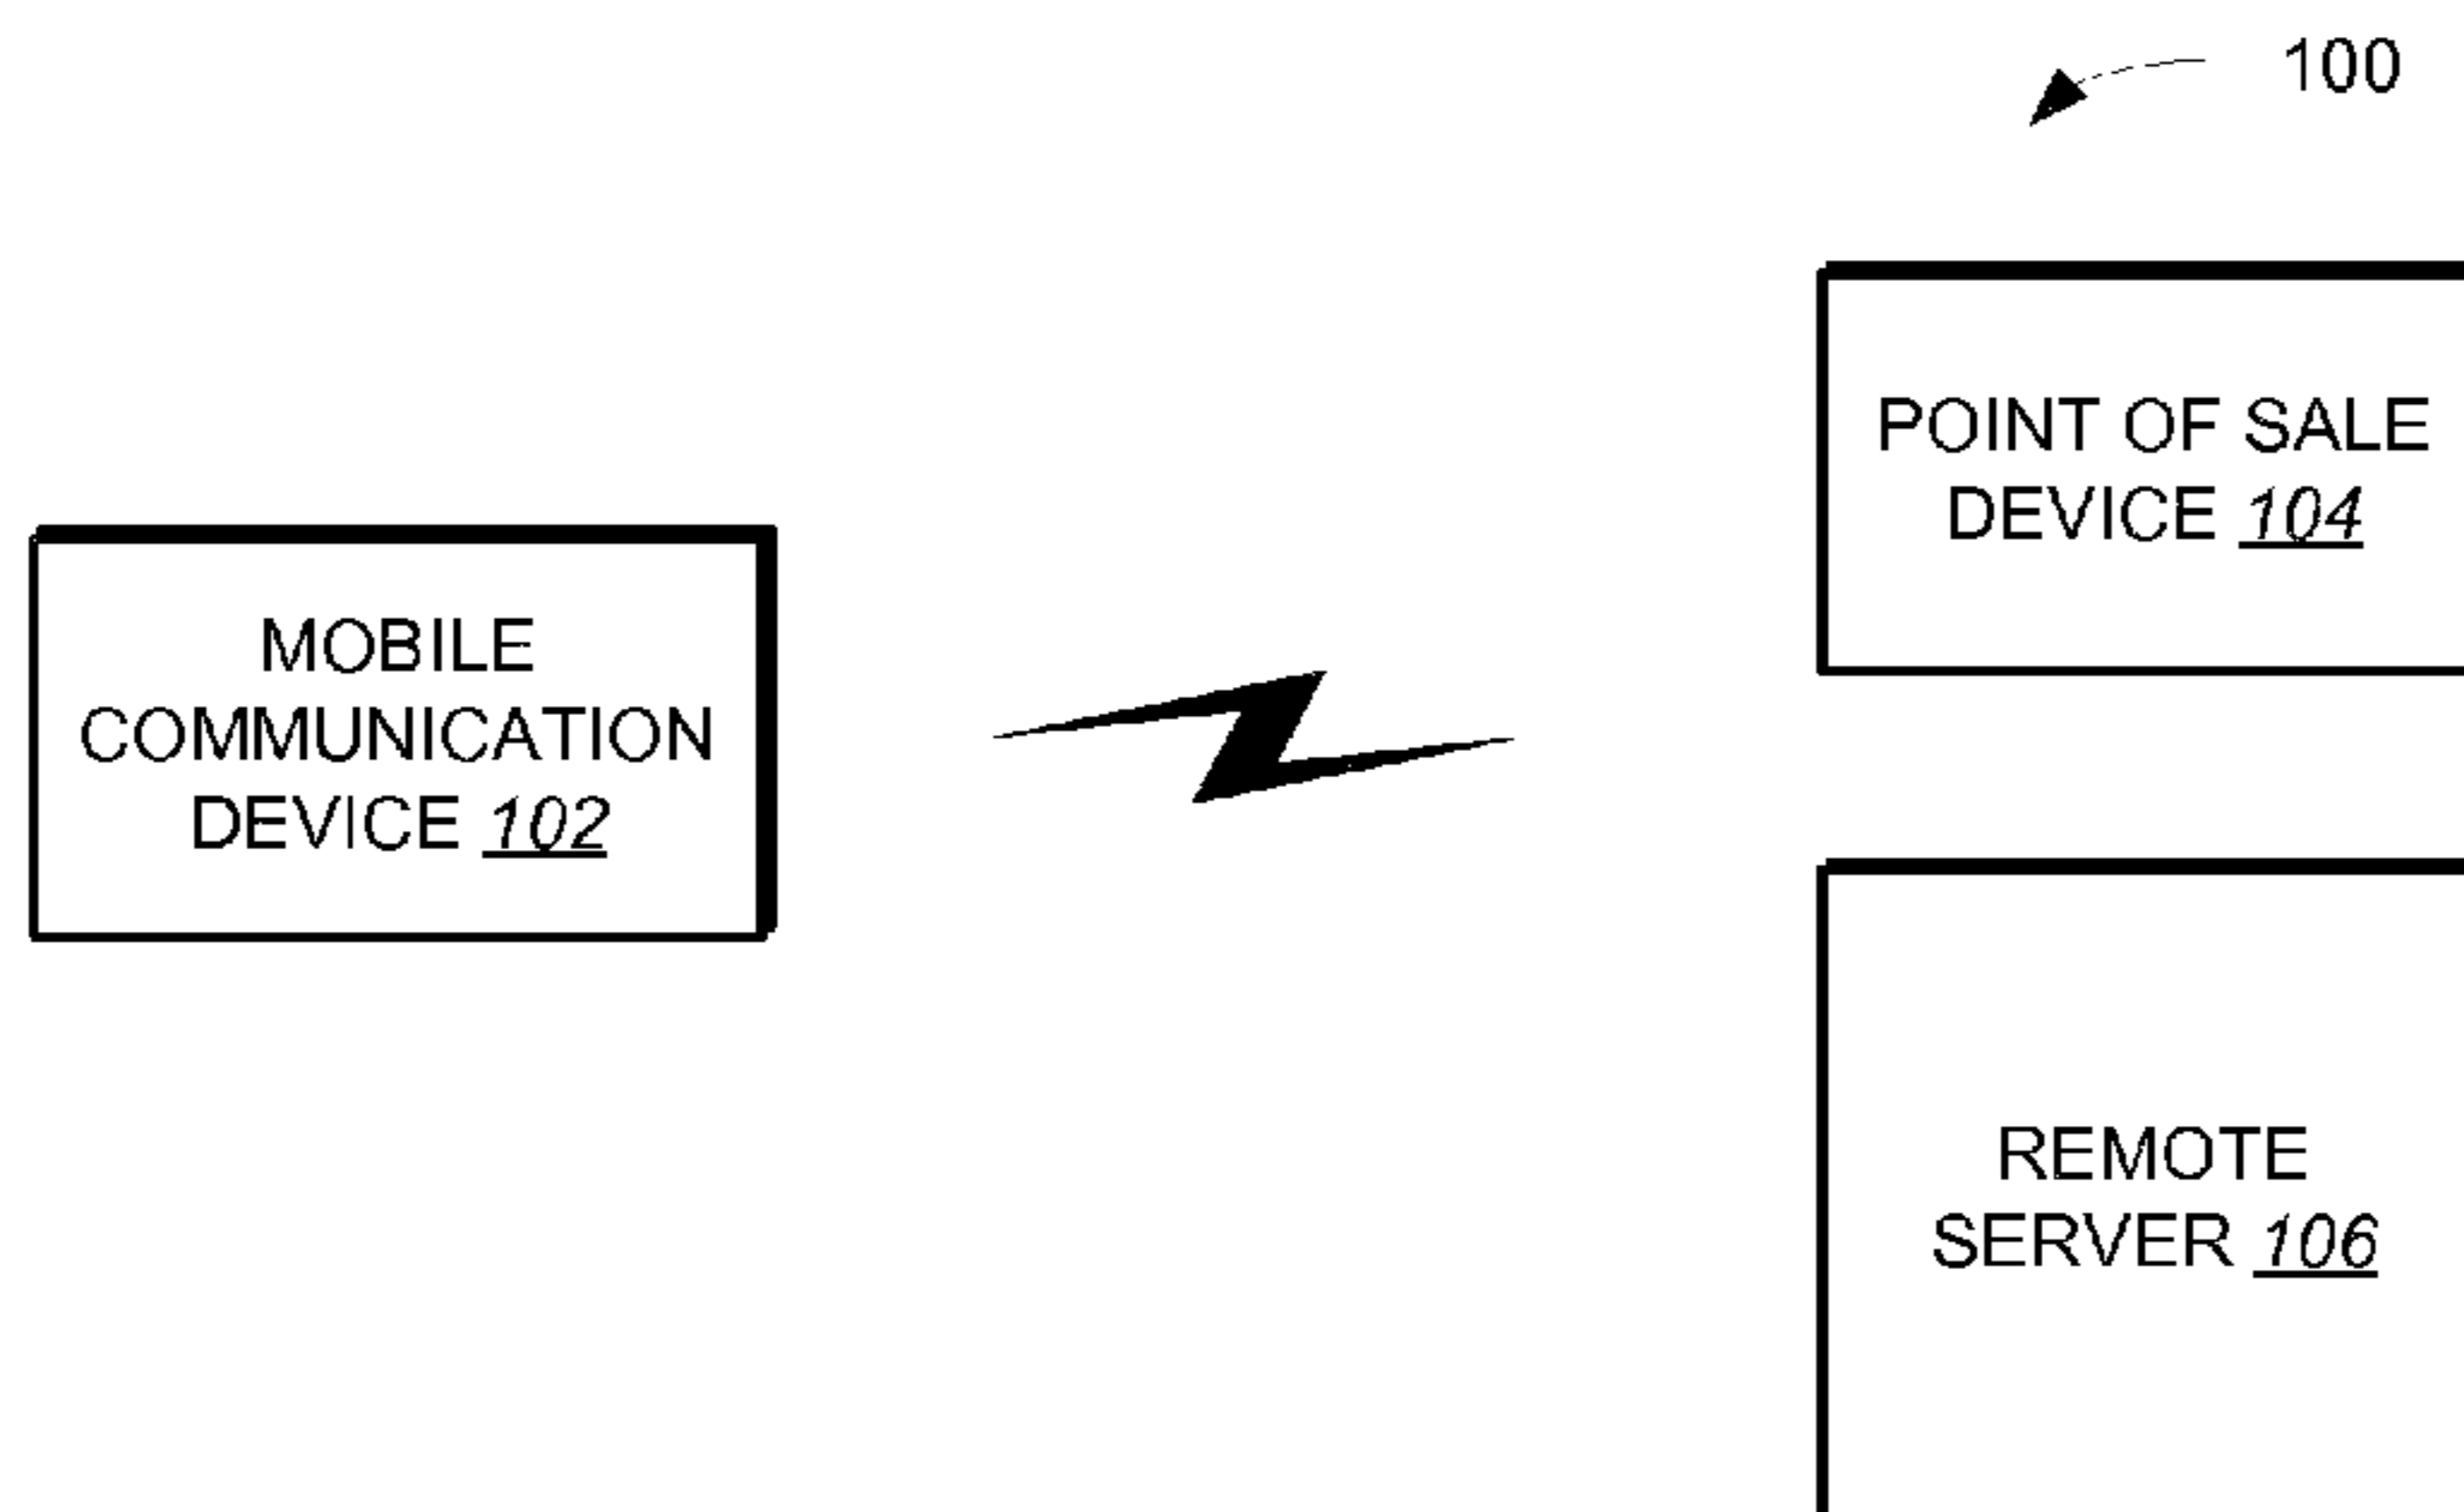 100
POINT OF SALE
DEVICE 104
MOBILE
COMMUNICATION
DEVICE 102
REMOTE
SERVER 106